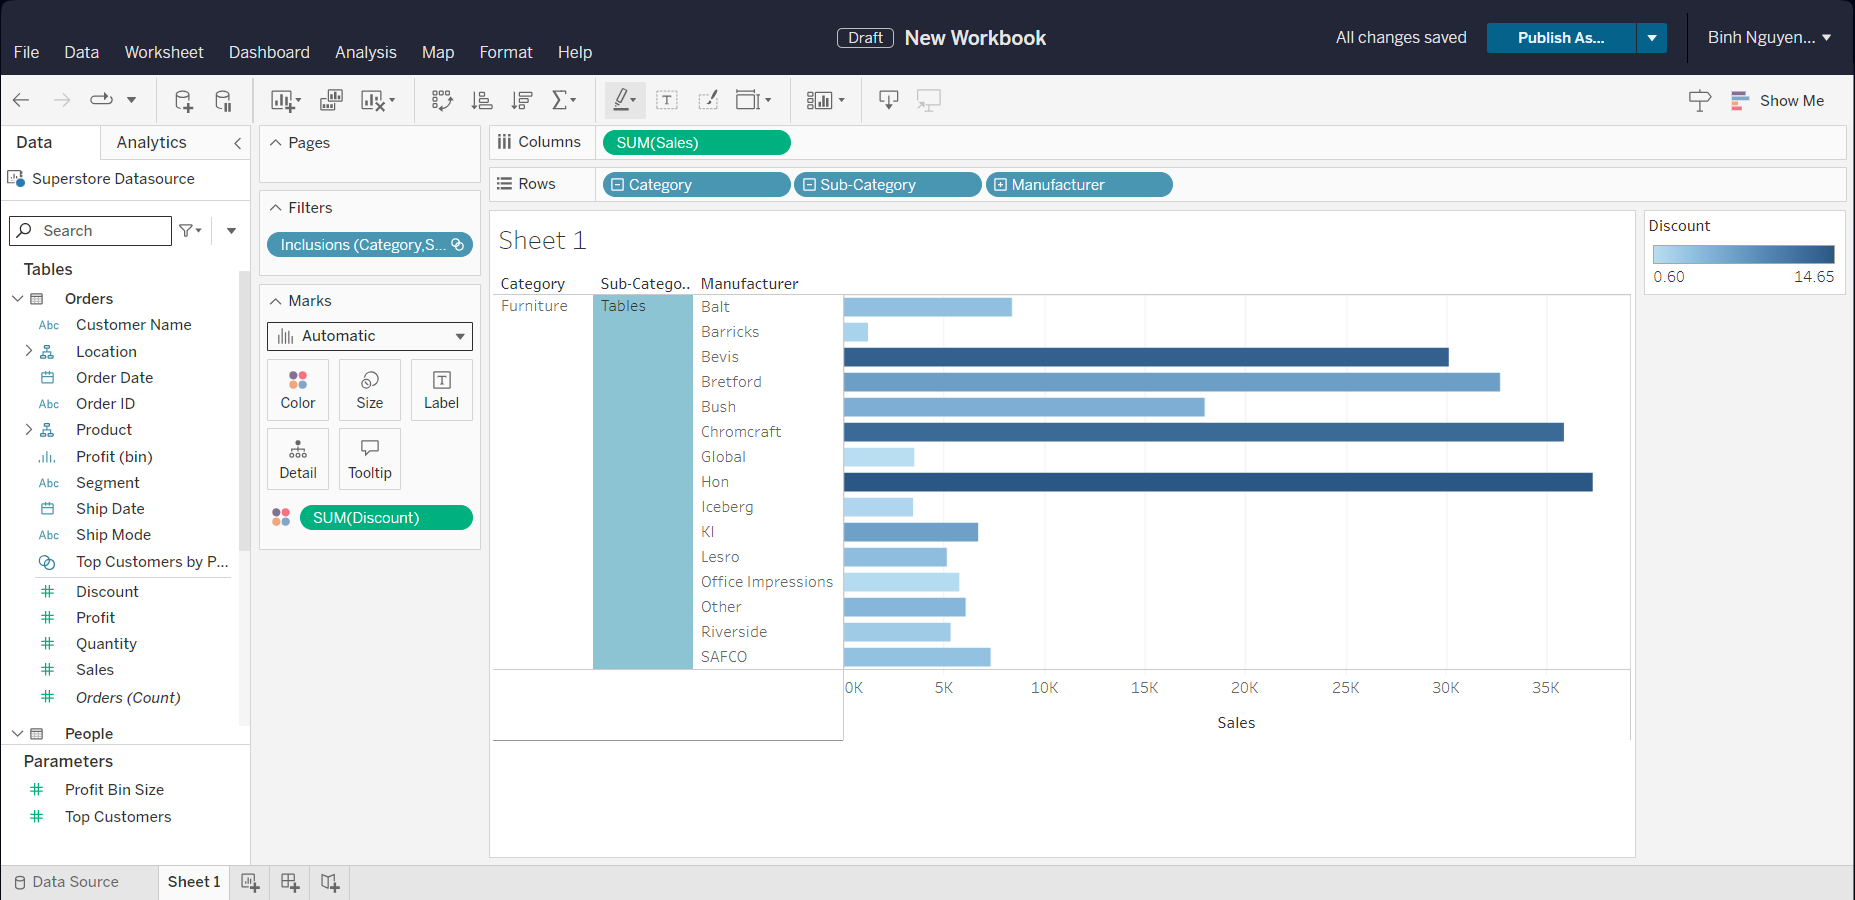 Draft New Workbook
All changes saved
Publish As...
Binh Nguyen...
File Data Worksheet Dashboard Analysis Map Format Help
Show Me
Data Analytics
Superstore Datasource
Search
Tables
Orders
Abc Customer Name
Location
Order Date
Abc Order ID
Product
Profit (bin)
Abc Segment
Ship Date
Abc Ship Mode
Top Customers by P...
Discount
Profit
Quantity
Sales
Orders (Count)
People
Parameters
Profit Bin Size
Top Customers
Pages
Filters
Inclusions (Category,S...
Marks
Automatic
Color Size Label
Detail Tooltip
SUM(Discount)
Columns SUM(Sales)
Rows Category Sub-Category Manufacturer
Sheet 1
Category Sub-Catego.. Manufacturer
Furniture Tables Balt
Barricks
Bevis
Bretford
Bush
Chromcraft
Global
Hon
Iceberg
KI
Lesro
Office Impressions
Other
Riverside
SAFCO
0K 5K 10K 15K 20K 25K 30K 35K
Sales
Discount
0.60 14.65
Data Source Sheet 1